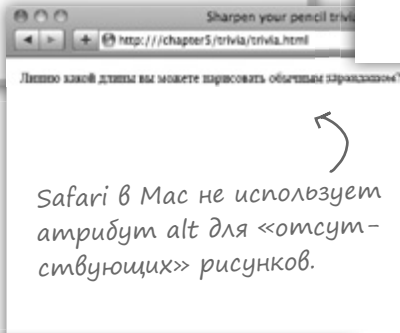 Sharpen your pencil trivia
http:///chapter5/trivia/trivia.html
Линию какой длины вы можете нарисовать обычным карандашом?
Safari в Mac не использует
атрибут alt для «отсут-
ствующих» рисунков.